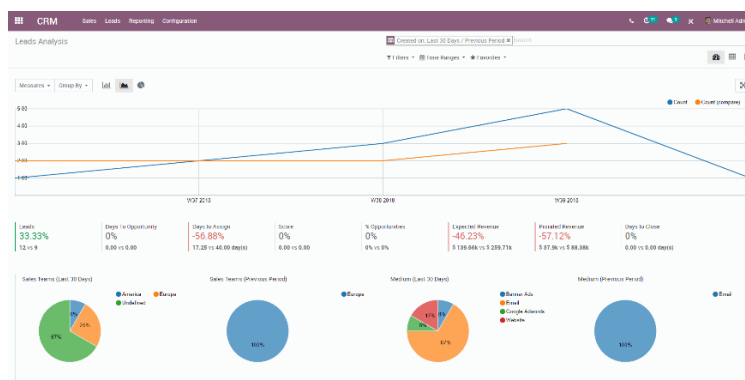 CRM Sales Leads Reporting Configuration Mitchell Adm
Leads Analysis
Created on: Last 30 Days / Previous Period × Search
Filters Time Ranges Favorites
Measures Group By
Count Count (compare)
5.00
4.00
3.00
2.00
1.00
W37 2018 W39 2018
Leads Days To Opportunity Days to Assign Score % Opportunities Expected Revenue Prorated Revenue Days to Close
33.33% 0% -56.88% 0% 0% -46.23% -57.12% 0%
12 vs 9 0.00 vs 0.00 17.25 vs 40.00 day(s) 0.00 vs 0.00 0% vs 0% 0.00 vs 0.00 day(s)
Sales Teams (Last 30 Days) Sales Teams (Previous Period) Medium (Last 30 Days) Medium (Previous Period)
America Europe Europe Banner Ads Email
Undefined Email
Google Adwords
Website
8% 17% 8%
67% 100% 8% 67% 100%